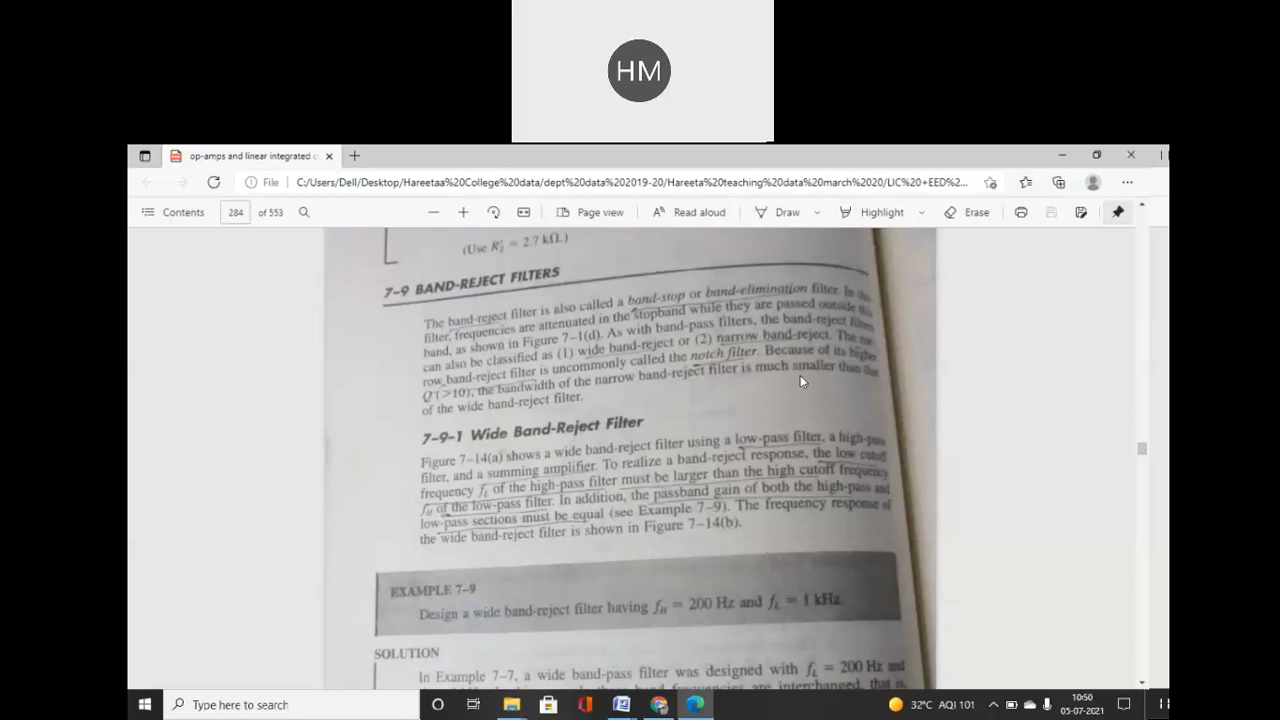 HM
op-amps and linear integrated c
File
C:/Users/Dell/Desktop/Hareetaa%20College%20data/dept%20data%202019-20/Hareeta%20teaching%20data%20march%2020/LIC%20+EED%2...
Contents
284
of 553
Page view
Read aloud
Draw
Highlight
Erase
(Use R'₃ = 2.7 kΩ.)
7-9 BAND-REJECT FILTERS
The band-reject filter is also called a band-stop or band-elimination filter. In this
filter, frequencies are attenuated in the stopband while they are passed outside this
band, as shown in Figure 7-1(d). As with band-pass filters, the band-reject filters
can also be classified as (1) wide band-reject or (2) narrow band-reject. The
row band-reject filter is uncommonly called the notch filter. Because of its higher
Q (>10), the bandwidth of the narrow band-reject filter is much smaller than that
of the wide band-reject filter.
7-9-1 Wide Band-Reject Filter
Figure 7-14(a) shows a wide band-reject filter using a low-pass filter, a high-pass
filter, and a summing amplifier. To realize a band-reject response, the low cutoff
frequency fL of the high-pass filter must be larger than the high cutoff frequency
fH of the low-pass filter. In addition, the passband gain of both the high-pass and
low-pass sections must be equal (see Example 7-9). The frequency response of
the wide band-reject filter is shown in Figure 7-14(b).
EXAMPLE 7-9
Design a wide band-reject filter having fH = 200 Hz and fL = 1 kHz.
SOLUTION
In Example 7-7, a wide band-pass filter was designed with fL = 200 Hz and
band frequencies are interchanged, that is,
Type here to search
32°C AQI 101
10:50
05-07-2021